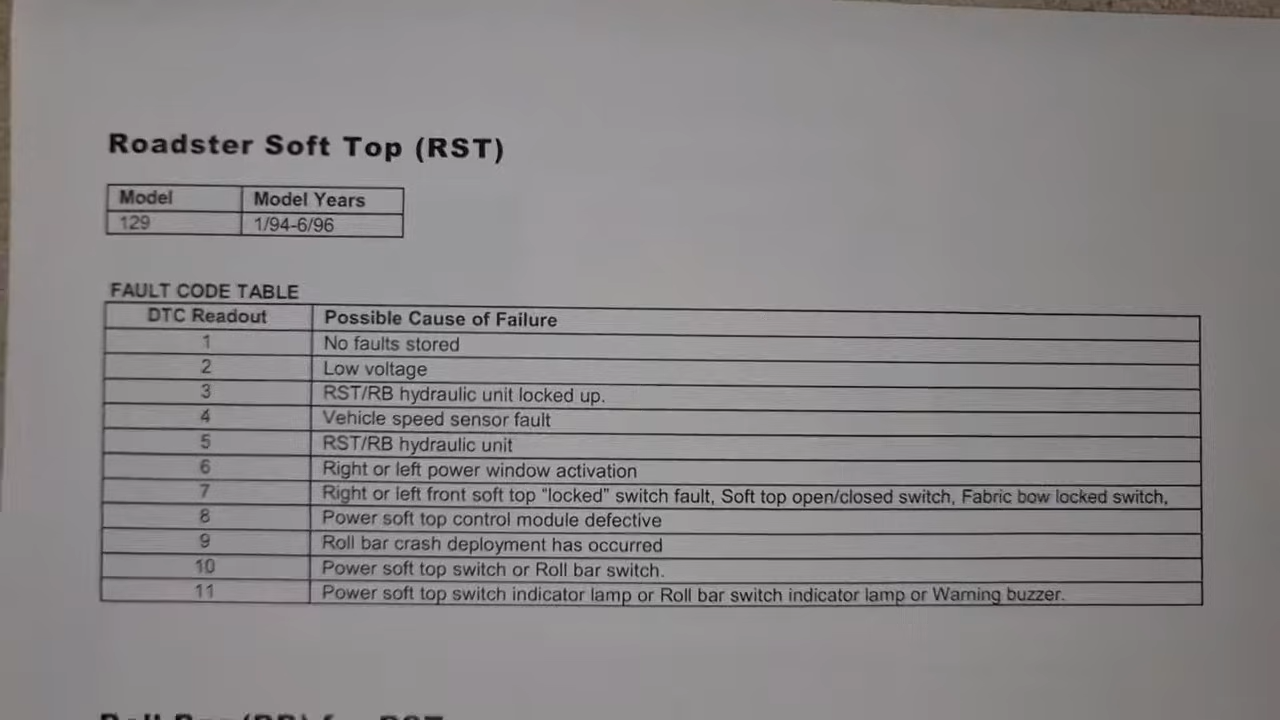 Roadster Soft Top (RST)
Model Model Years
129 1/94-6/96
FAULT CODE TABLE
DTC Readout Possible Cause of Failure
1 No faults stored
2 Low voltage
3 RST/RB hydraulic unit locked up.
4 Vehicle speed sensor fault
5 RST/RB hydraulic unit
6 Right or left power window activation
7 Right or left front soft top “locked” switch fault, Soft top open/closed switch, Fabric bow locked switch,
8 Power soft top control module defective
9 Roll bar crash deployment has occurred
10 Power soft top switch or Roll bar switch.
11 Power soft top switch indicator lamp or Roll bar switch indicator lamp or Warning buzzer.